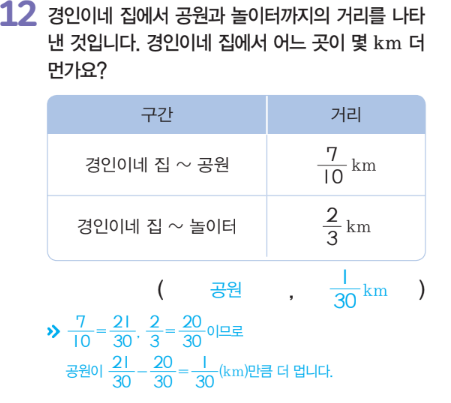 12 경인이네 집에서 공원과 놀이터까지의 거리를 나타
낸 것입니다. 경인이네 집에서 어느 곳이 몇 km 더
먼가요?
구간 거리
경인이네 집 ~ 공원 7/10 km
경인이네 집 ~ 놀이터 2/3 km
( 공원 , 1/30 km )
» 7/10 = 21/30, 2/3 = 20/30 이므로
공원이 21/30 - 20/30 = 1/30 (km)만큼 더 멉니다.